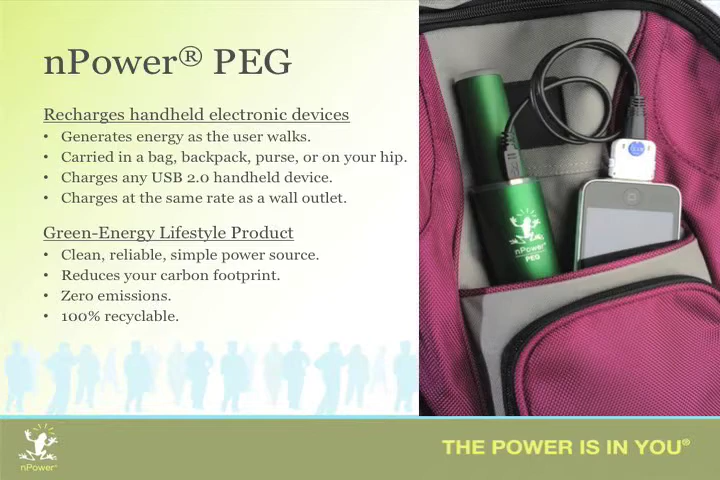 nPower® PEG
Recharges handheld electronic devices
• Generates energy as the user walks.
• Carried in a bag, backpack, purse, or on your hip.
• Charges any USB 2.0 handheld device.
• Charges at the same rate as a wall outlet.
Green-Energy Lifestyle Product
• Clean, reliable, simple power source.
• Reduces your carbon footprint.
• Zero emissions.
• 100% recyclable.
nPower®
PEG
THE POWER IS IN YOU®
nPower®